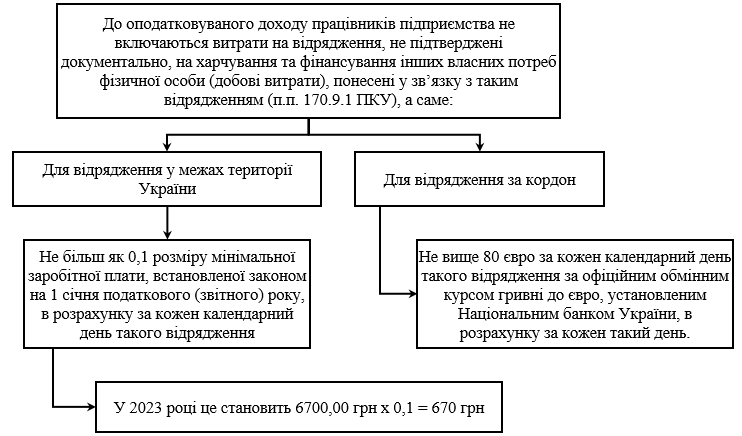 До оподатковуваного доходу працівників підприємства не
включаються витрати на відрядження, не підтверджені
документально, на харчування та фінансування інших власних потреб
фізичної особи (добові витрати), понесені у зв’язку з таким
відрядженням (п.п. 170.9.1 ПКУ), а саме:
Для відрядження у межах території
України
Для відрядження за кордон
Не більш як 0,1 розміру мінімальної
заробітної плати, встановленої законом
на 1 січня податкового (звітного) року,
в розрахунку за кожен календарний
день такого відрядження
Не вище 80 євро за кожен календарний день
такого відрядження за офіційним обмінним
курсом гривні до євро, установленим
Національним банком України, в
розрахунку за кожен такий день.
У 2023 році це становить 6700,00 грн х 0,1 = 670 грн